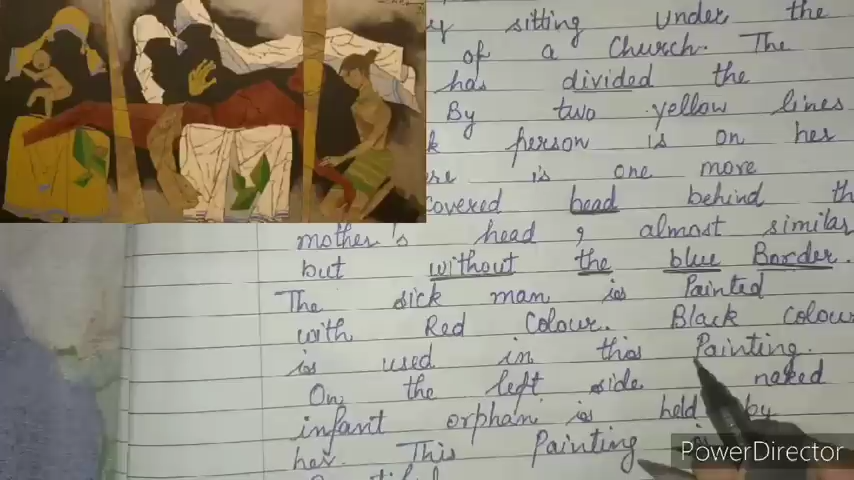 sitting under the
of a Church. The
has divided the
By two yellow lines
person is on her
is one more
covered head behind
mother's head, almost similar
but without the blue Border.
The sick man is Painted
with Red Colour. Black Colour
is used in this Painting.
On the left side naked
infant orphan is held by
her. This Painting
PowerDirector